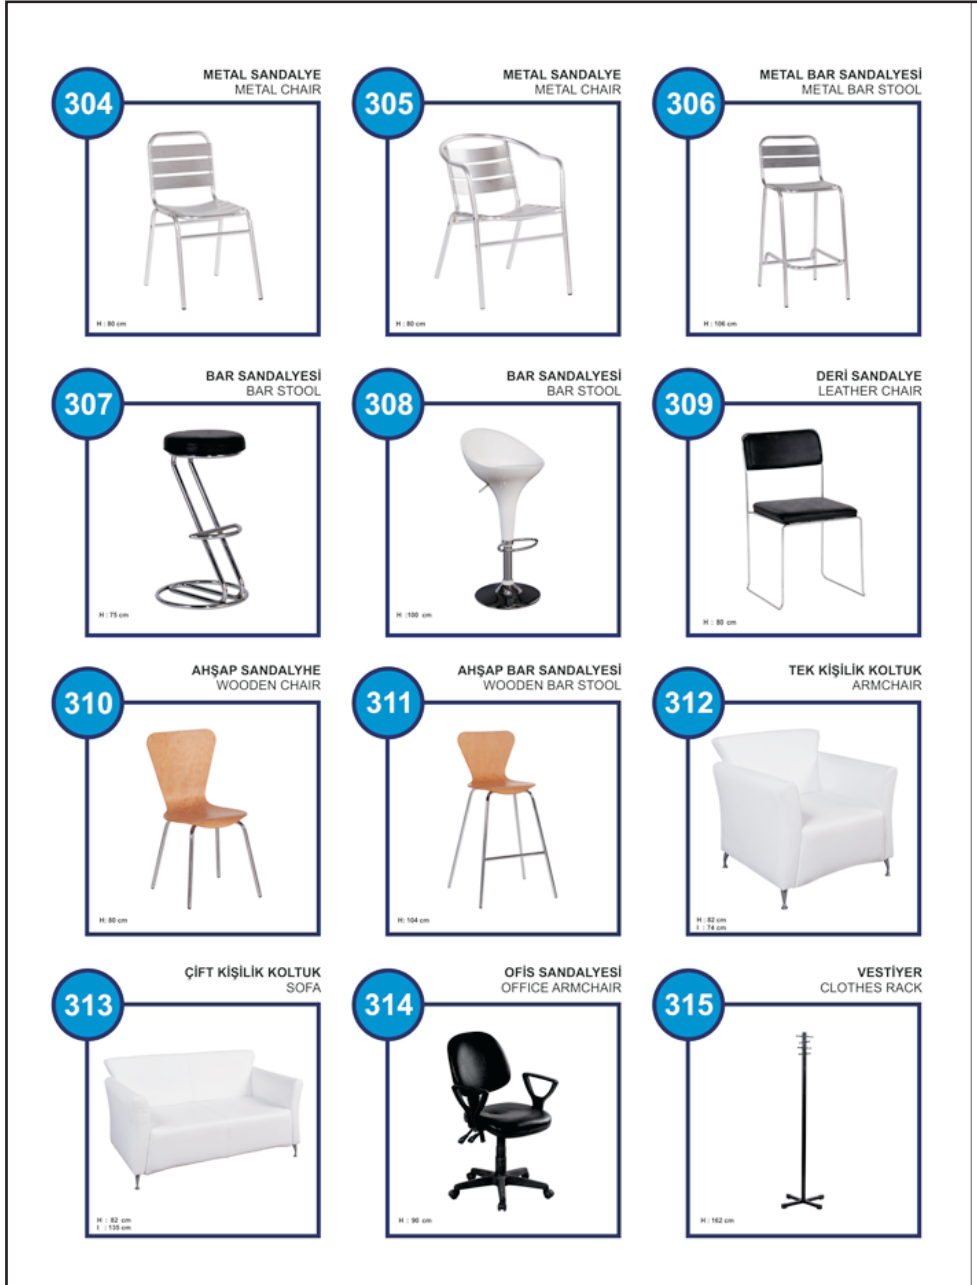 METAL SANDALYE
METAL CHAIR
304
H : 80 cm
METAL SANDALYE
METAL CHAIR
305
H : 80 cm
METAL BAR SANDALYESİ
METAL BAR STOOL
306
H : 106 cm
BAR SANDALYESİ
BAR STOOL
307
H : 75 cm
BAR SANDALYESİ
BAR STOOL
308
H :100 cm
DERİ SANDALYE
LEATHER CHAIR
309
H : 80 cm
AHŞAP SANDALYHE
WOODEN CHAIR
310
H: 80 cm
AHŞAP BAR SANDALYESİ
WOODEN BAR STOOL
311
H: 104 cm
TEK KİŞİLİK KOLTUK
ARMCHAIR
312
H : 82 cm
I : 74 cm
ÇİFT KİŞİLİK KOLTUK
SOFA
313
H : 82 cm
I : 135 cm
OFİS SANDALYESİ
OFFICE ARMCHAIR
314
H : 90 cm
VESTİYER
CLOTHES RACK
315
H : 162 cm